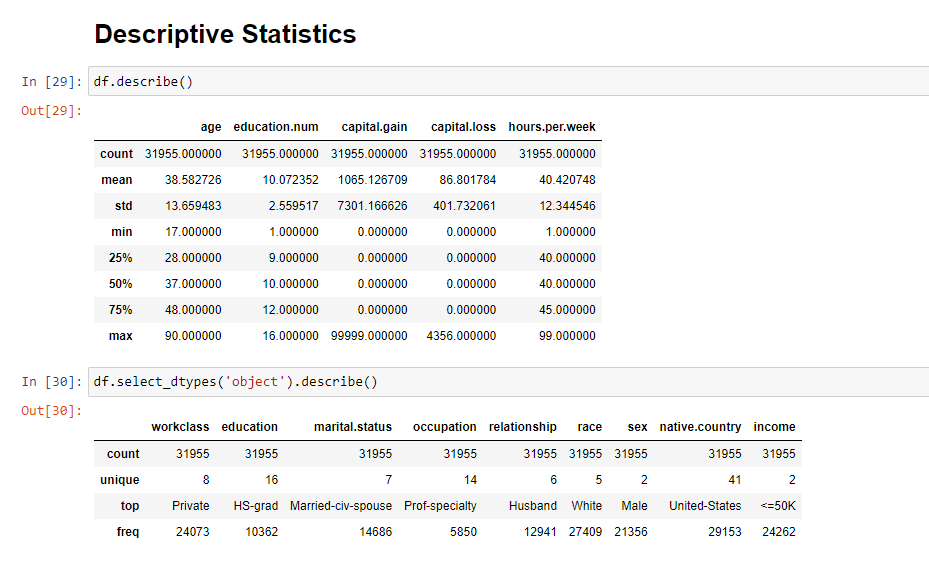 Descriptive Statistics
In [29]: df.describe()
Out[29]:
age education.num capital.gain capital.loss hours.per.week
count 31955.000000 31955.000000 31955.000000 31955.000000 31955.000000
mean 38.582726 10.072352 1065.126709 86.801784 40.420748
std 13.659483 2.559517 7301.166626 401.732061 12.344546
min 17.000000 1.000000 0.000000 0.000000 1.000000
25% 28.000000 9.000000 0.000000 0.000000 40.000000
50% 37.000000 10.000000 0.000000 0.000000 40.000000
75% 48.000000 12.000000 0.000000 0.000000 45.000000
max 90.000000 16.000000 99999.000000 4356.000000 99.000000
In [30]: df.select_dtypes('object').describe()
Out[30]:
workclass education marital.status occupation relationship race sex native.country income
count 31955 31955 31955 31955 31955 31955 31955 31955 31955
unique 8 16 7 14 6 5 2 41 2
top Private HS-grad Married-civ-spouse Prof-specialty Husband White Male United-States <=50K
freq 24073 10362 14686 5850 12941 27409 21356 29153 24262